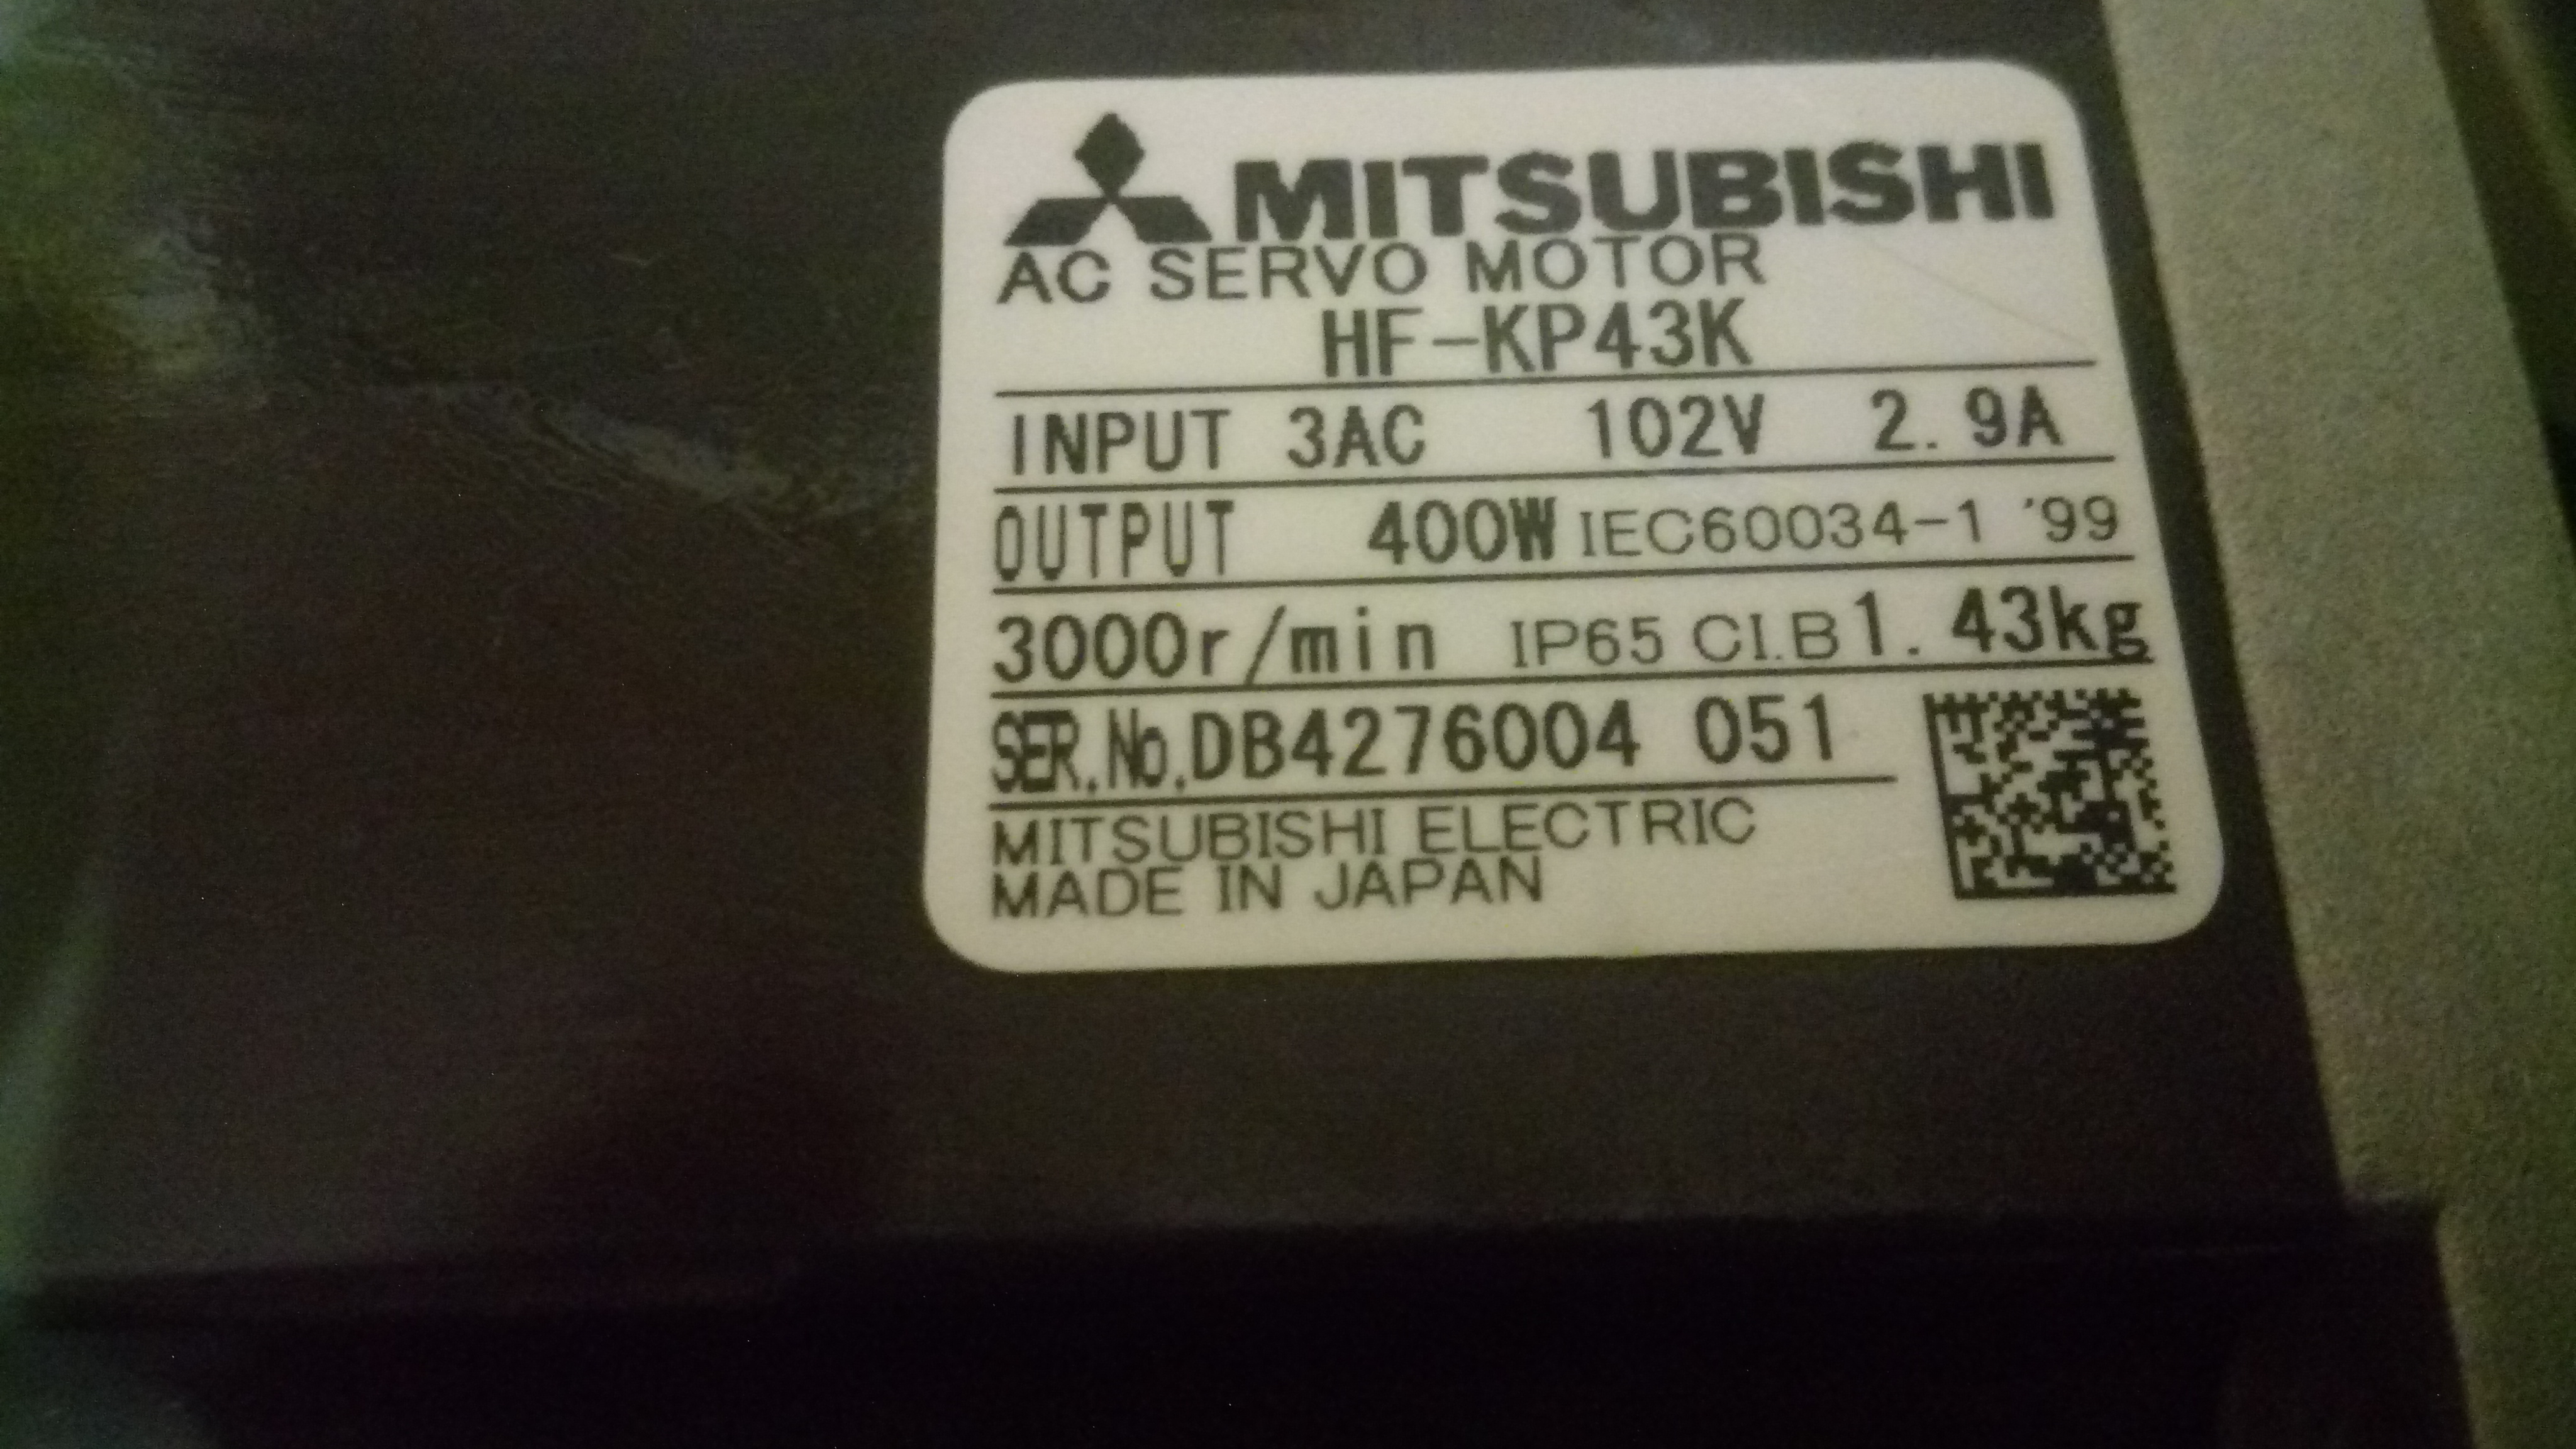 MITSUBISHI
AC SERVO MOTOR
HF-KP43K
INPUT 3AC 102V 2.9A
OUTPUT 400W IEC60034-1 '99
3000r/min IP65 CI.B 1.43kg
SER.No.DB4276004 051
MITSUBISHI ELECTRIC
MADE IN JAPAN